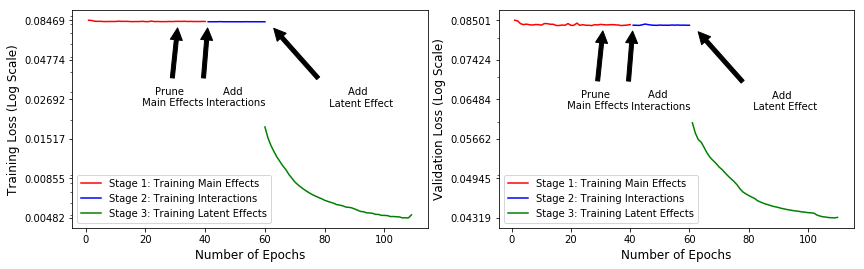 Training Loss (Log Scale)
0.08469
0.04774
0.02692
0.01517
0.00855
0.00482
Prune
Main Effects
Add
Interactions
Add
Latent Effect
Stage 1: Training Main Effects
Stage 2: Training Interactions
Stage 3: Training Latent Effects
0
20
40
60
80
100
Number of Epochs
Validation Loss (Log Scale)
0.08501
0.07424
0.06484
0.05662
0.04945
0.04319
Prune
Main Effects
Add
Interactions
Add
Latent Effect
Stage 1: Training Main Effects
Stage 2: Training Interactions
Stage 3: Training Latent Effects
0
20
40
60
80
100
Number of Epochs